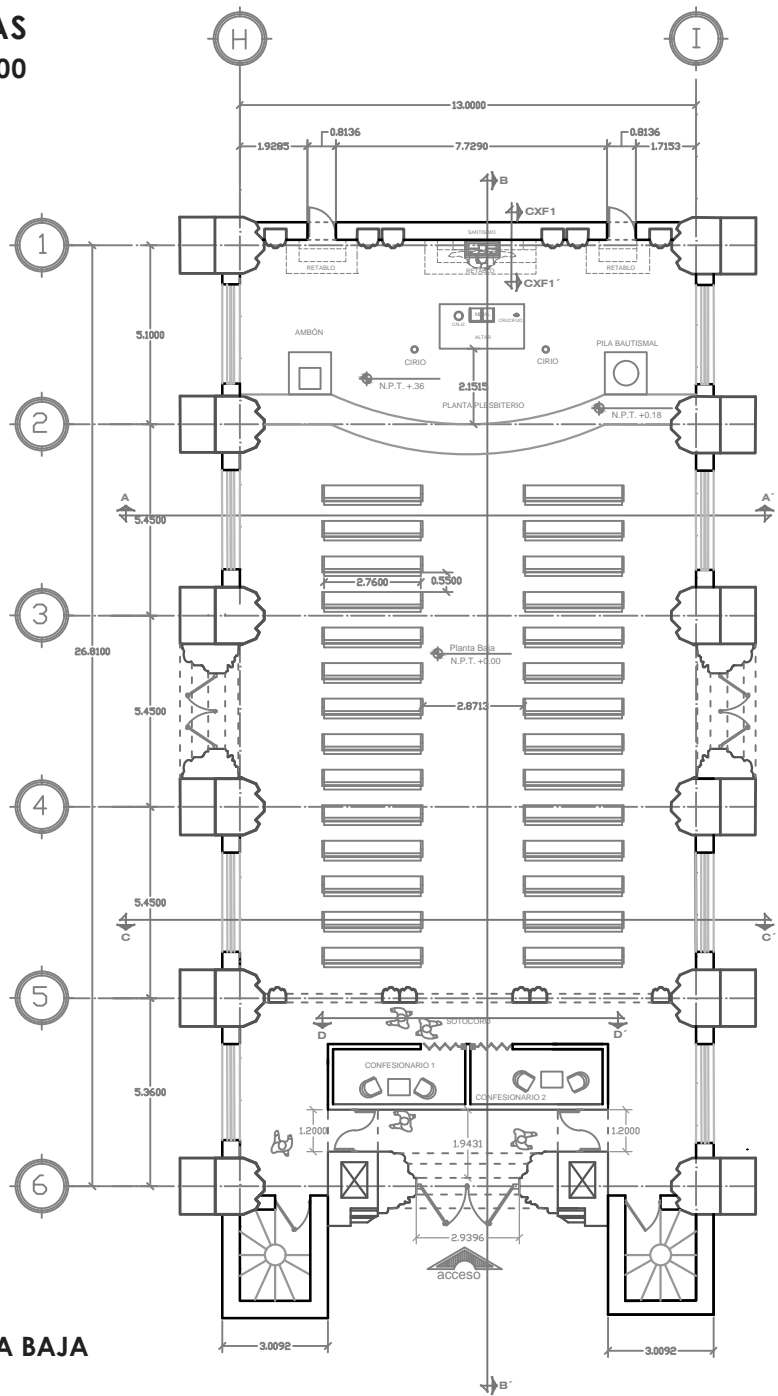 AS
00
H
I
13.0000
0.8136
0.8136
1.9285
7.7290
1.7153
B
CXF1
1
SANTISIMO
RETABLO
RETABLO
RETABLO
CXF1´
5.1000
CALIZ
CRUCIFIJO
ALTAR
AMBÓN
PILA BAUTISMAL
CIRIO
CIRIO
N.P.T. +.36
2.1515
PLANTA PLESBITERIO
N.P.T. +0.18
2
A
A´
5.4500
2.7600
0.5500
3
26.8100
Planta Baja
N.P.T. +0.00
5.4500
2.8713
4
5.4500
C
C´
5
SOTOCORO
D
D´
CONFESIONARIO 1
CONFESIONARIO 2
5.3600
1.2000
1.9431
1.2000
6
2.9396
acceso
A BAJA
3.0092
3.0092
B´